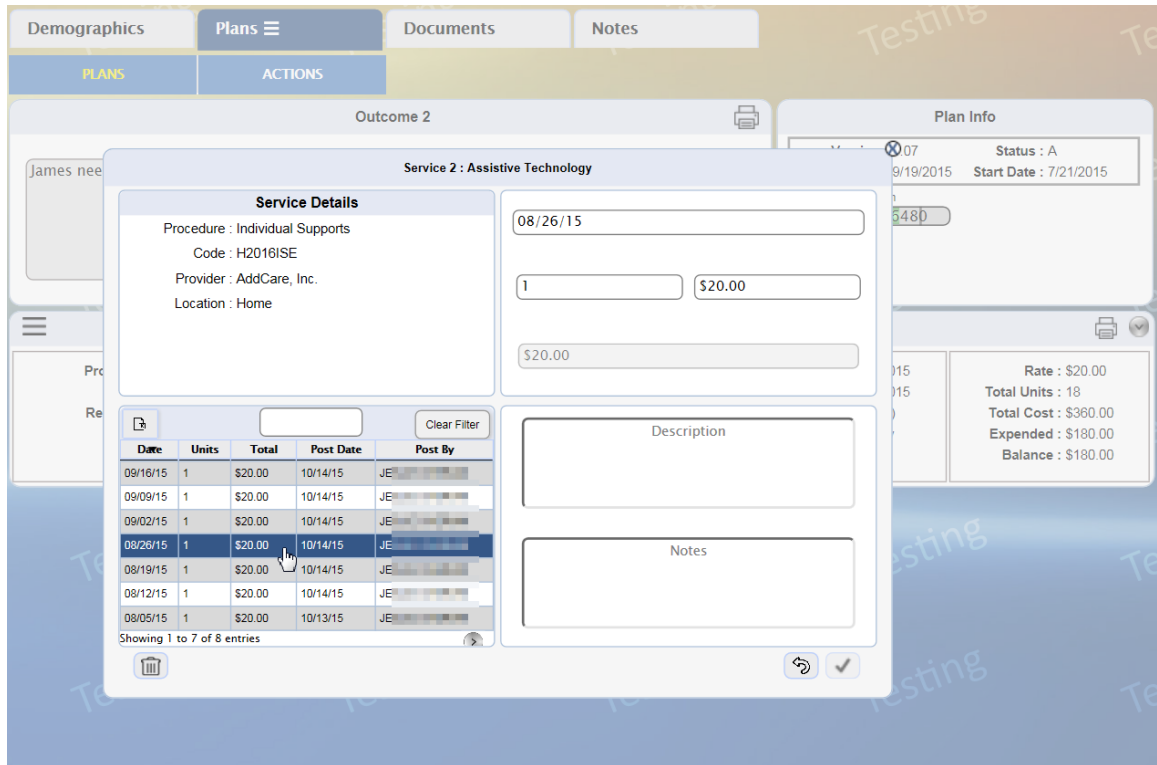 Demographics
Plans
Documents
Notes
PLANS
ACTIONS
Outcome 2
Plan Info
James nee
.07
Status : A
9/19/2015
Start Date : 7/21/2015
5480
Service 2 : Assistive Technology
Service Details
Procedure : Individual Supports
Code : H2016ISE
Provider : AddCare, Inc.
Location : Home
08/26/15
1
$20.00
$20.00
Rate : $20.00
Total Units : 18
Total Cost : $360.00
Expended : $180.00
Balance : $180.00
015
015
Pro
Re
Clear Filter
Date Units Total Post Date Post By
09/16/15 1 $20.00 10/14/15 JE
09/09/15 1 $20.00 10/14/15 JE
09/02/15 1 $20.00 10/14/15 JE
08/26/15 1 $20.00 10/14/15 JE
08/19/15 1 $20.00 10/14/15 JE
08/12/15 1 $20.00 10/14/15 JE
08/05/15 1 $20.00 10/13/15 JE
Showing 1 to 7 of 8 entries
Description
Notes
Testing
Te
Te
esting
Te
Te
esting
Te